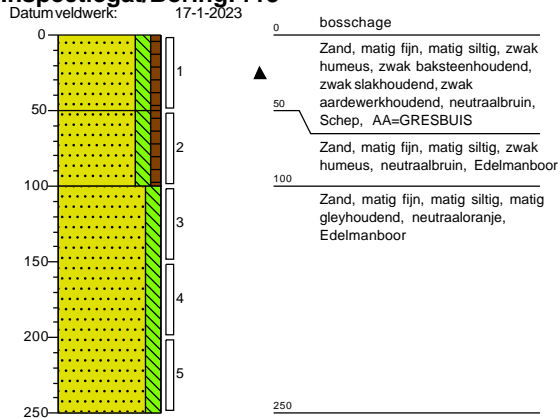 Datum veldwerk: 17-1-2023
0
50
100
150
200
250
1
2
3
4
5
0
bosschage
Zand, matig fijn, matig siltig, zwak
humeus, zwak baksteenhoudend,
zwak slakhoudend, zwak
aardewerkhoudend, neutraalbruin,
Schep, AA=GRESBUIS
50
Zand, matig fijn, matig siltig, zwak
humeus, neutraalbruin, Edelmanboor
100
Zand, matig fijn, matig siltig, matig
gleyhoudend, neutraaloranje,
Edelmanboor
250